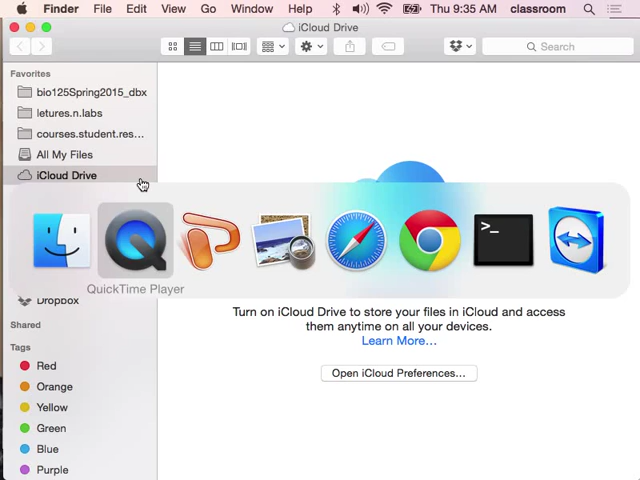 Finder File Edit View Go Window Help Thu 9:35 AM classroom
iCloud Drive
Search
Favorites
bio125Spring2015_dbx
letures.n.labs
courses.student.res...
All My Files
iCloud Drive
>_
QuickTime Player
Dropbox
Turn on iCloud Drive to store your files in iCloud and access
them anytime on all your devices.
Learn More...
Open iCloud Preferences...
Shared
Tags
Red
Orange
Yellow
Green
Blue
Purple